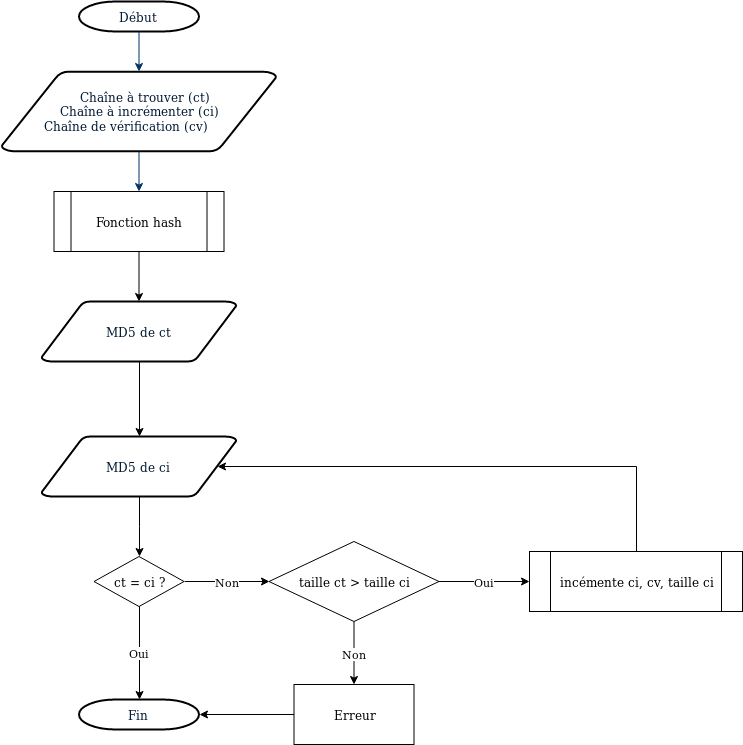 Début
Chaîne à trouver (ct)
Chaîne à incrémenter (ci)
Chaîne de vérification (cv)
Fonction hash
MD5 de ct
MD5 de ci
ct = ci ?
Non
taille ct > taille ci
Oui
incémente ci, cv, taille ci
Oui
Non
Fin
Erreur